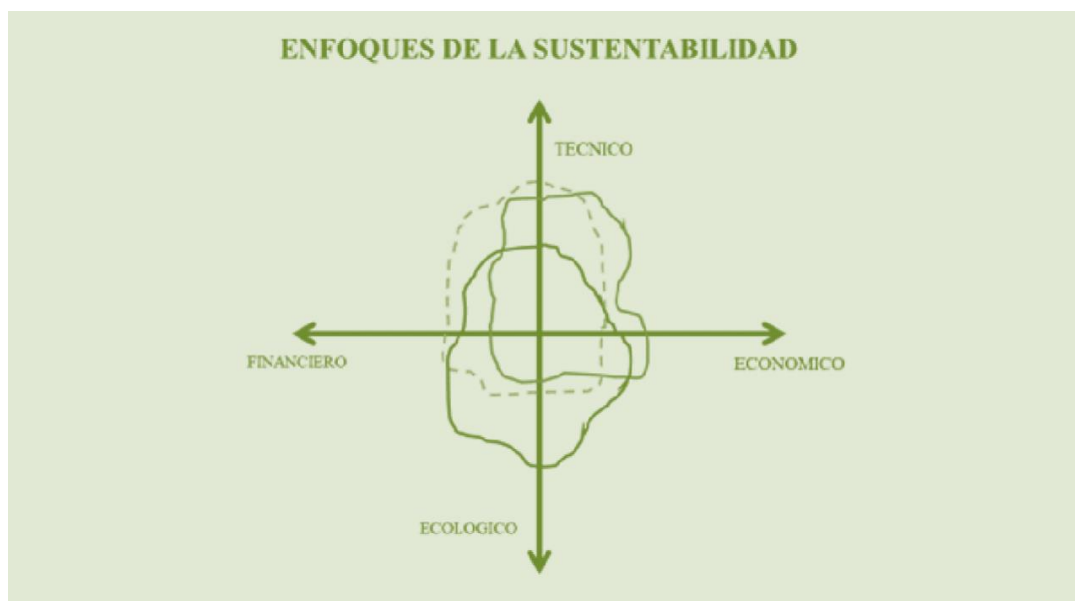 ENFOQUES DE LA SUSTENTABILIDAD
TECNICO
FINANCIERO
ECONOMICO
ECOLOGICO